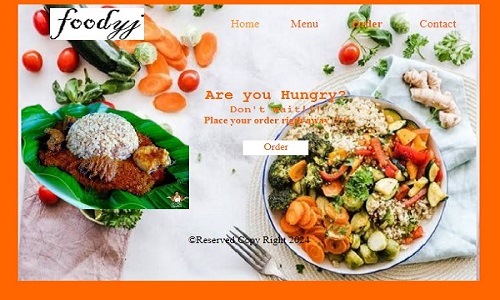 foodyj
Home Menu Order Contact
Are you Hungry?
Don't Wait!!!
Place your order right away !!!
Order
©Reserved Copy Right 2024